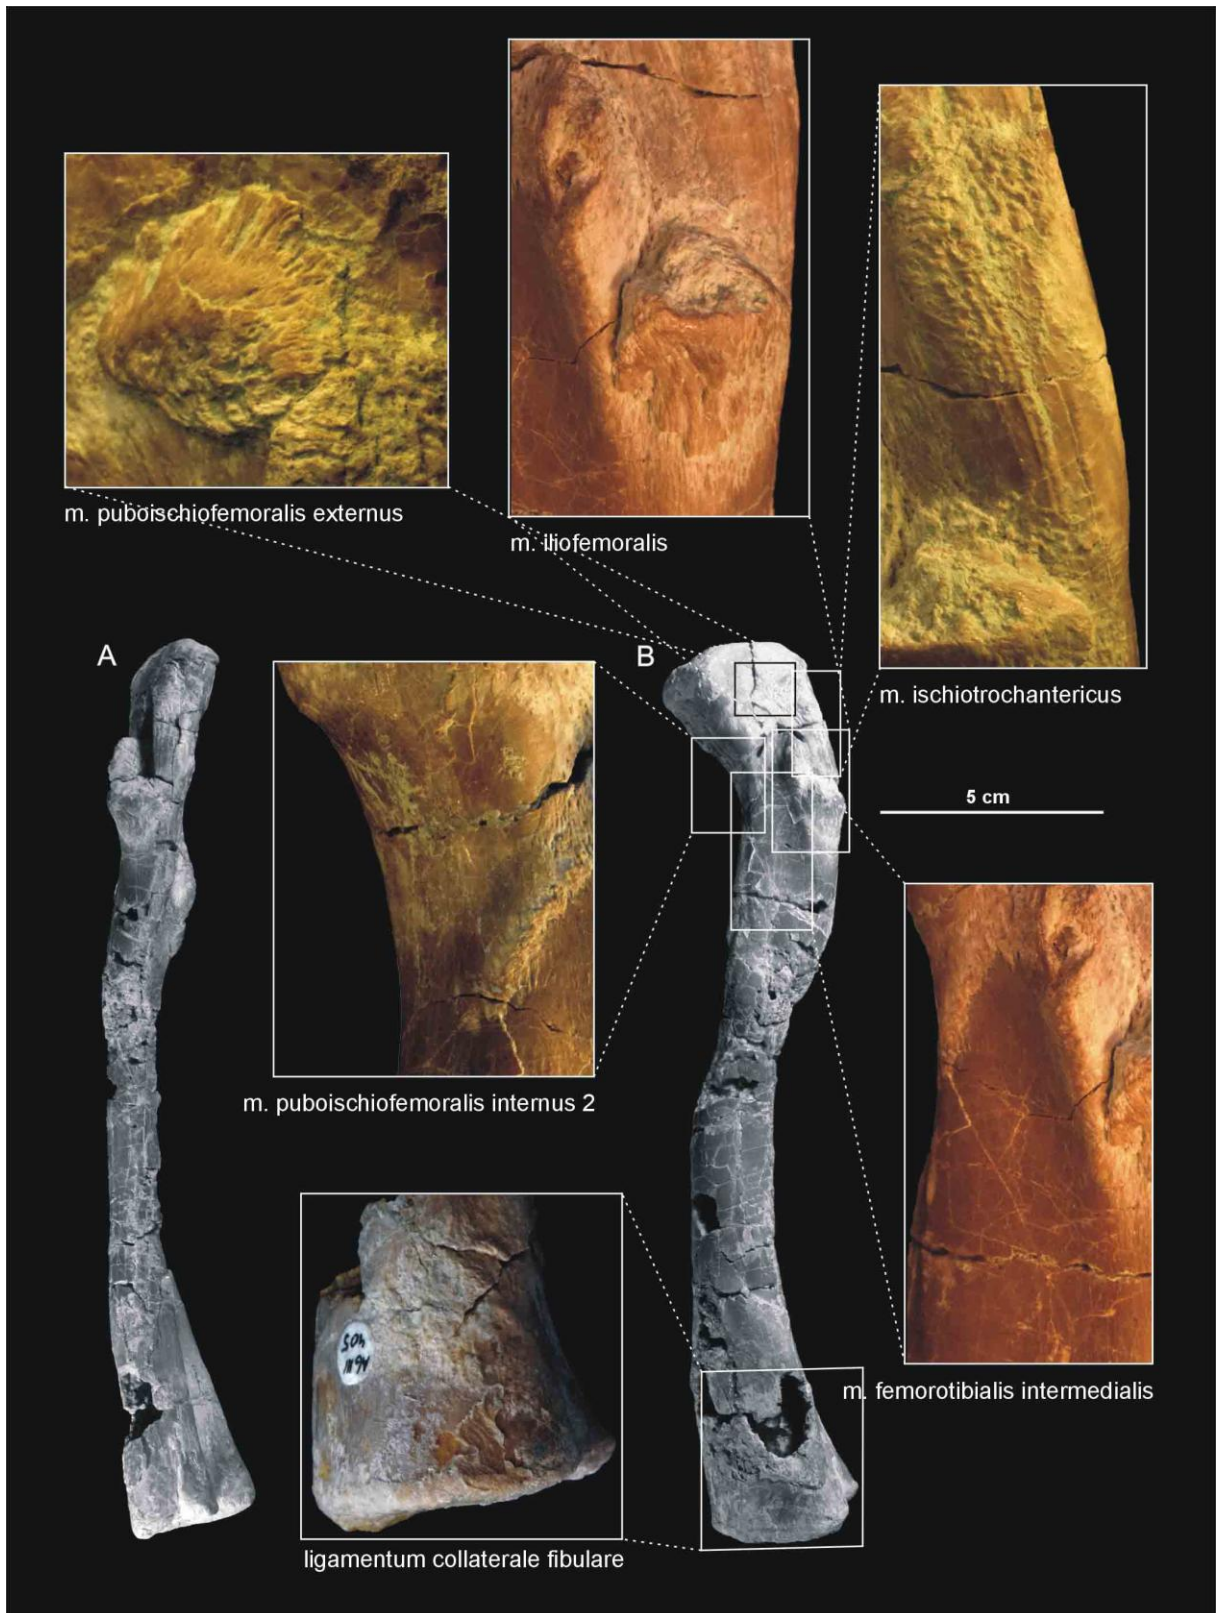 m. puboischiofemoralis externus
m. iliofemoralis
m. ischiotrochantericus
A
B
5 cm
m. puboischiofemoralis internus 2
m. femorotibialis intermedialis
ligamentum collaterale fibulare